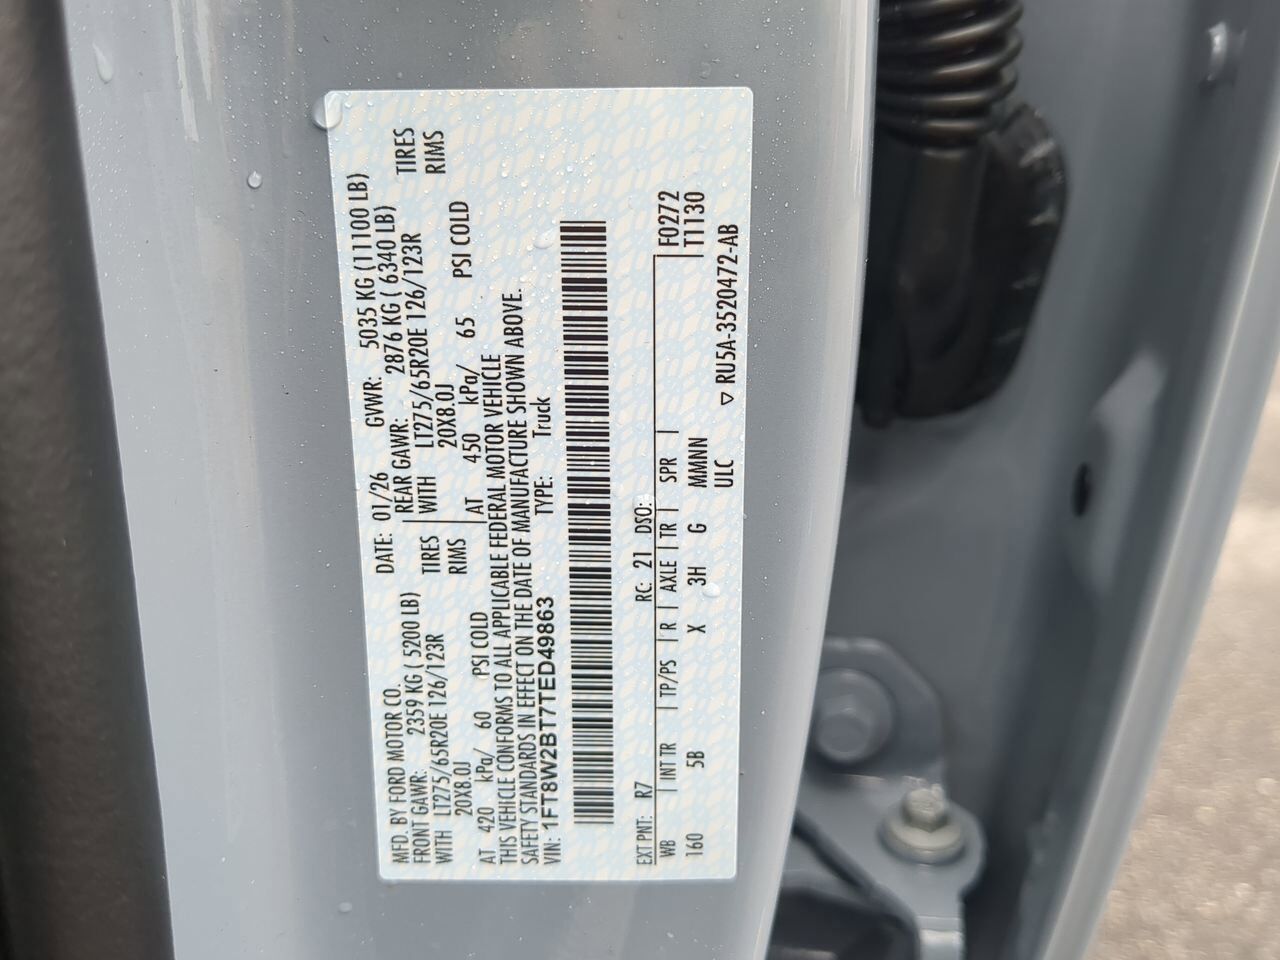 MFD. BY FORD MOTOR CO.
DATE: 01/26 GVWR: 5035 KG (11100 LB)
FRONT GAWR: 2359 KG ( 5200 LB) REAR GAWR: 2876 KG ( 6340 LB)
WITH LT275/65R20E 126/123R TIRES WITH LT275/65R20E 126/123R TIRES
20X8.0J RIMS 20X8.0J RIMS
AT 420 kPa/ 60 PSI COLD AT 450 kPa/ 65 PSI COLD
THIS VEHICLE CONFORMS TO ALL APPLICABLE FEDERAL MOTOR VEHICLE
SAFETY STANDARDS IN EFFECT ON THE DATE OF MANUFACTURE SHOWN ABOVE.
VIN: 1FT8W2BT7TED49863 TYPE: Truck
EXT PNT: R7 RC: 21 DSO: F0272
WB | INT TR | TP/PS | R | AXLE | TR | SPR | T1130
160 5B X 3H G MMNN
ULC ▽ RU5A-3520472-AB